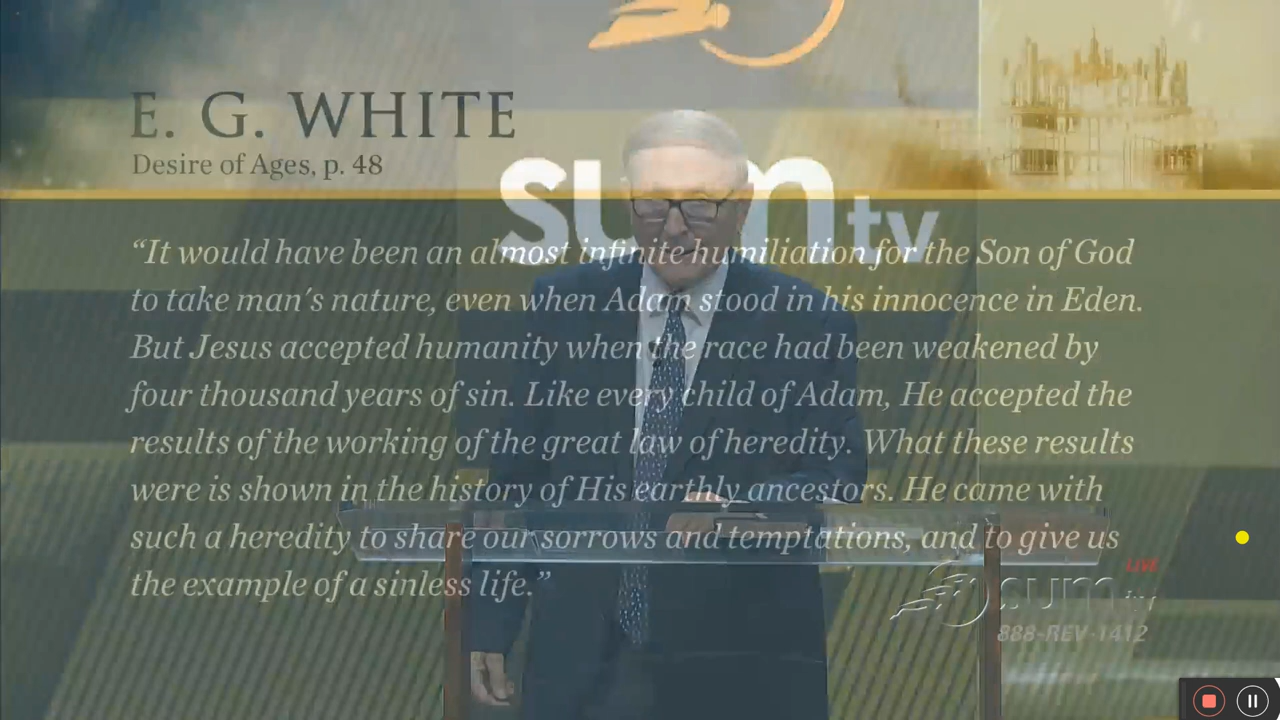 E. G. WHITE
Desire of Ages, p. 48
sum tv
“It would have been an almost infinite humiliation for the Son of God
to take man's nature, even when Adam stood in his innocence in Eden.
But Jesus accepted humanity when the race had been weakened by
four thousand years of sin. Like every child of Adam, He accepted the
results of the working of the great law of heredity. What these results
were is shown in the history of His earthly ancestors. He came with
such a heredity to share our sorrows and temptations, and to give us
the example of a sinless life.”
LIVE
sum tv
888-REV-1412